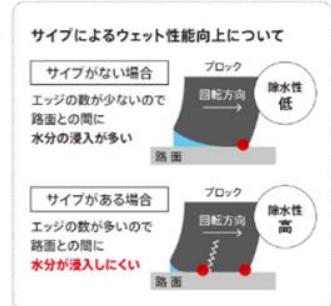 サイプによるウェット性能向上について
サイプがない場合
エッジの数が少ないので
路面との間に
水分の浸入が多い
ブロック
回転方向
除水性
低
路面
サイプがある場合
エッジの数が多いので
路面との間に
水分が浸入しにくい
ブロック
回転方向
除水性
高
路面